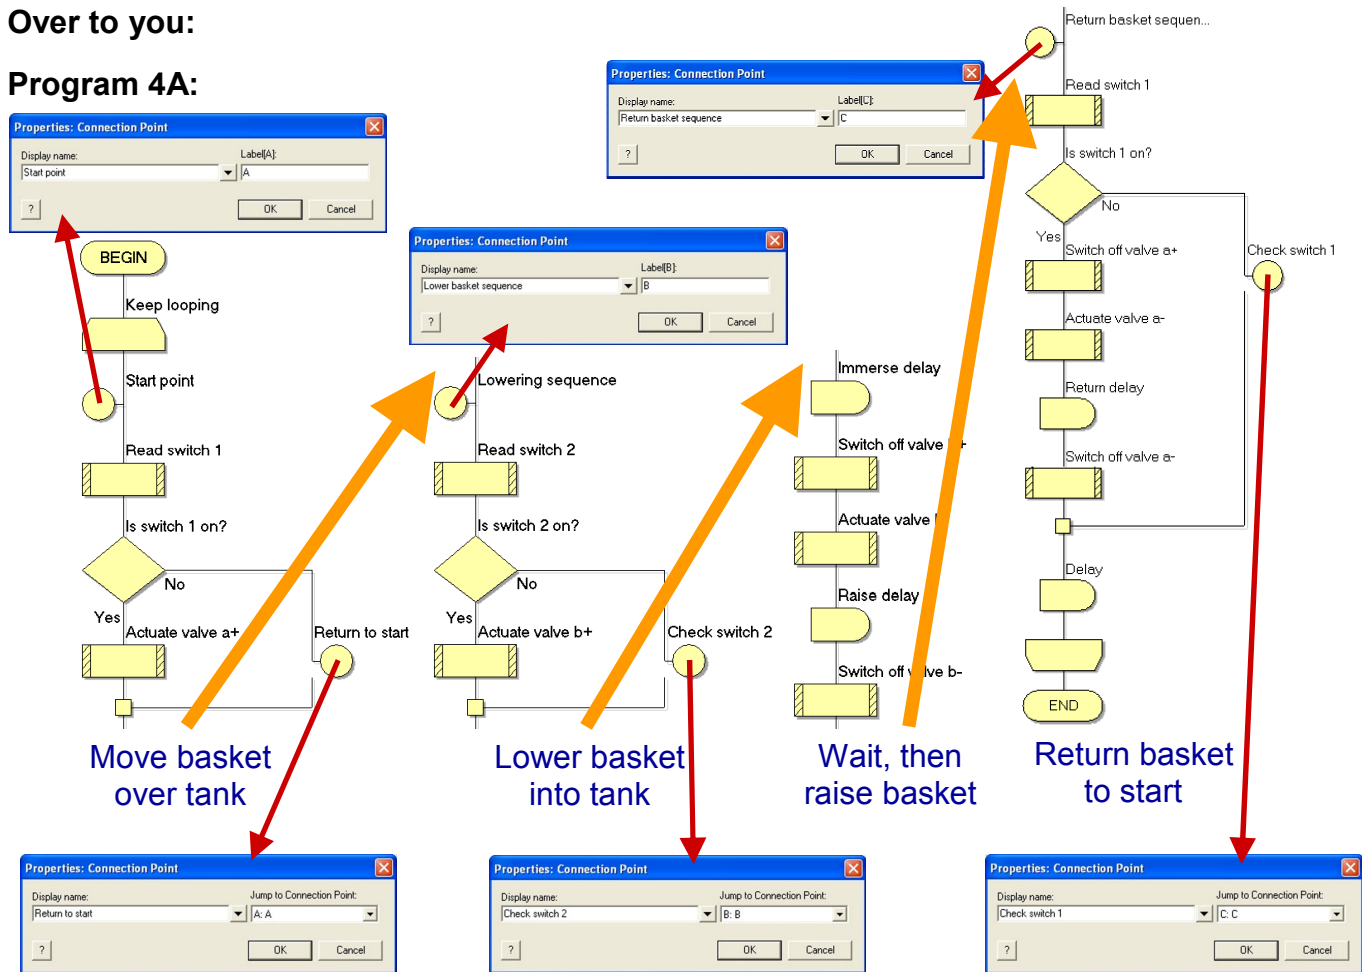 Over to you:
Program 4A:
Properties: Connection Point
Display name:
Label[A]:
Start point
A
?
OK
Cancel
BEGIN
Keep looping
Start point
Read switch 1
Is switch 1 on?
No
Yes
Actuate valve a+
Return to start
Move basket
over tank
Properties: Connection Point
Display name:
Jump to Connection Point:
Return to start
A: A
?
OK
Cancel
Properties: Connection Point
Display name:
Label[B]:
Lower basket sequence
B
?
OK
Cancel
Lowering sequence
Read switch 2
Is switch 2 on?
No
Yes
Actuate valve b+
Check switch 2
Lower basket
into tank
Properties: Connection Point
Display name:
Jump to Connection Point:
Check switch 2
B: B
?
OK
Cancel
Immerse delay
Switch off valve +
Actuate valve
Raise delay
Switch off valve b-
Wait, then
raise basket
Properties: Connection Point
Display name:
Label[C]:
Return basket sequence
C
?
OK
Cancel
Return basket sequen...
Read switch 1
Is switch 1 on?
No
Yes
Switch off valve a+
Check switch 1
Actuate valve a-
Return delay
Switch off valve a-
Delay
END
Return basket
to start
Properties: Connection Point
Display name:
Jump to Connection Point:
Check switch 1
C: C
?
OK
Cancel